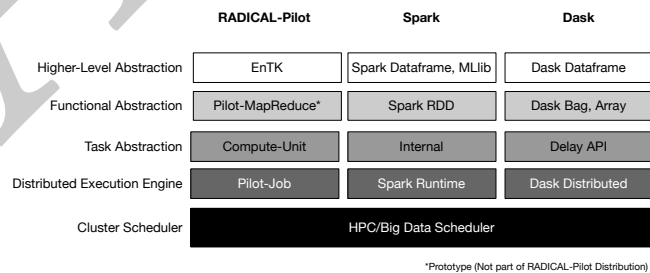 RADICAL-Pilot Spark Dask
Higher-Level Abstraction EnTK Spark Dataframe, MLlib Dask Dataframe
Functional Abstraction Pilot-MapReduce* Spark RDD Dask Bag, Array
Task Abstraction Compute-Unit Internal Delay API
Distributed Execution Engine Pilot-Job Spark Runtime Dask Distributed
Cluster Scheduler HPC/Big Data Scheduler
*Prototype (Not part of RADICAL-Pilot Distribution)